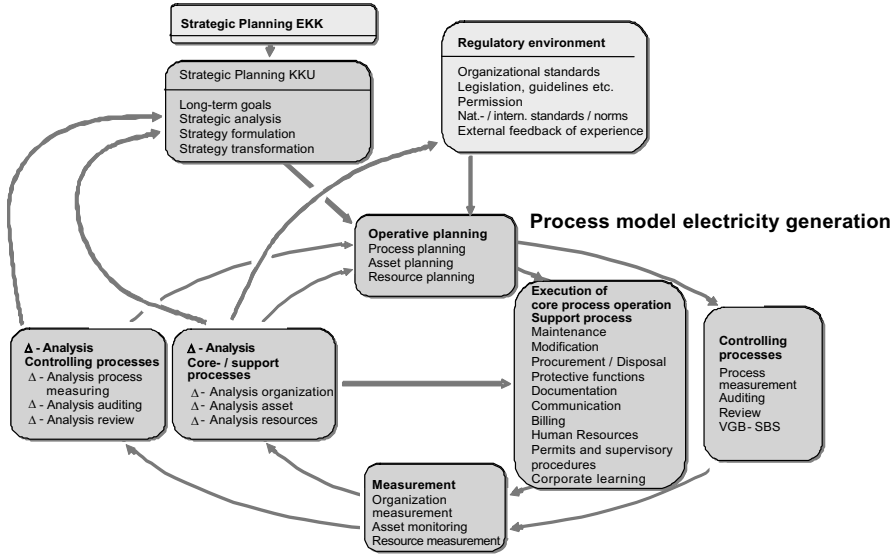 Strategic Planning EKK
Strategic Planning KKU
Long-term goals
Strategic analysis
Strategy formulation
Strategy transformation
Regulatory environment
Organizational standards
Legislation, guidelines etc.
Permission
Nat.- / intern. standards / norms
External feedback of experience
Process model electricity generation
Operative planning
Process planning
Asset planning
Resource planning
Execution of
core process operation
Support process
Maintenance
Modification
Procurement / Disposal
Protective functions
Documentation
Communication
Billing
Human Resources
Permits and supervisory
procedures
Corporate learning
Controlling
processes
Process
measurement
Auditing
Review
VGB- SBS
Δ - Analysis
Controlling processes
Δ - Analysis process
measuring
Δ - Analysis auditing
Δ - Analysis review
Δ - Analysis
Core- / support
processes
Δ - Analysis organization
Δ - Analysis asset
Δ - Analysis resources
Measurement
Organization
measurement
Asset monitoring
Resource measurement